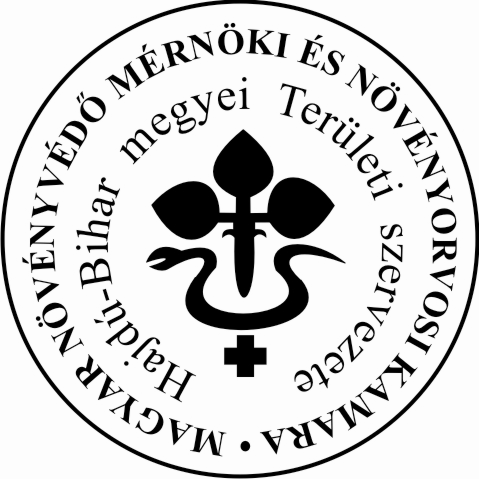 MAGYAR NÖVÉNYVÉDŐ MÉRNÖKI ÉS NÖVÉNYORVOSI KAMARA •
Hajdú-Bihar megyei Területi szervezete